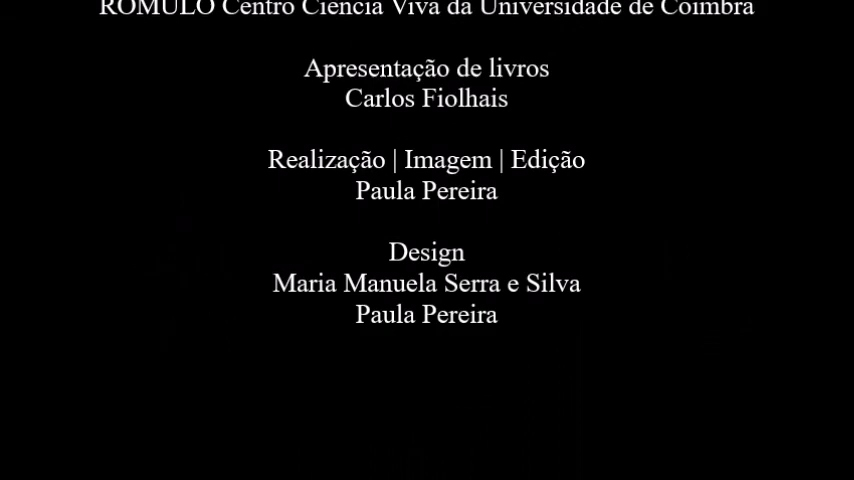 RÓMULO Centro Ciência Viva da Universidade de Coimbra
Apresentação de livros
Carlos Fiolhais
Realização | Imagem | Edição
Paula Pereira
Design
Maria Manuela Serra e Silva
Paula Pereira